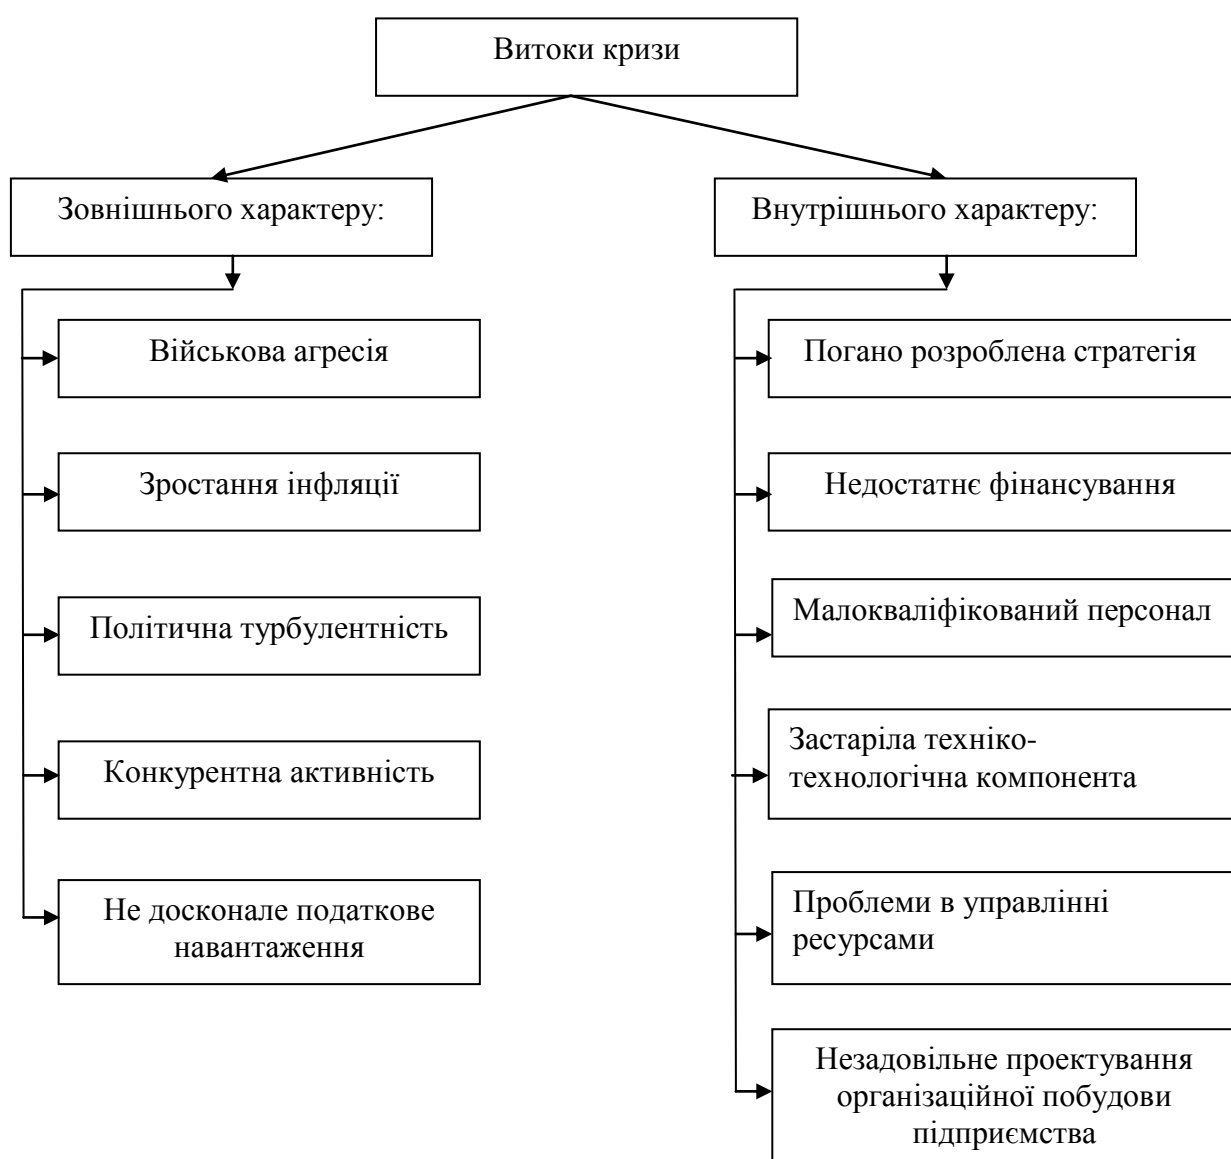 Витоки кризи
Зовнішнього характеру:
Військова агресія
Зростання інфляції
Політична турбулентність
Конкурентна активність
Не досконале податкове
навантаження
Внутрішнього характеру:
Погано розроблена стратегія
Недостатнє фінансування
Малокваліфікований персонал
Застаріла техніко-
технологічна компонента
Проблеми в управлінні
ресурсами
Незадовільне проектування
організаційної побудови
підприємства